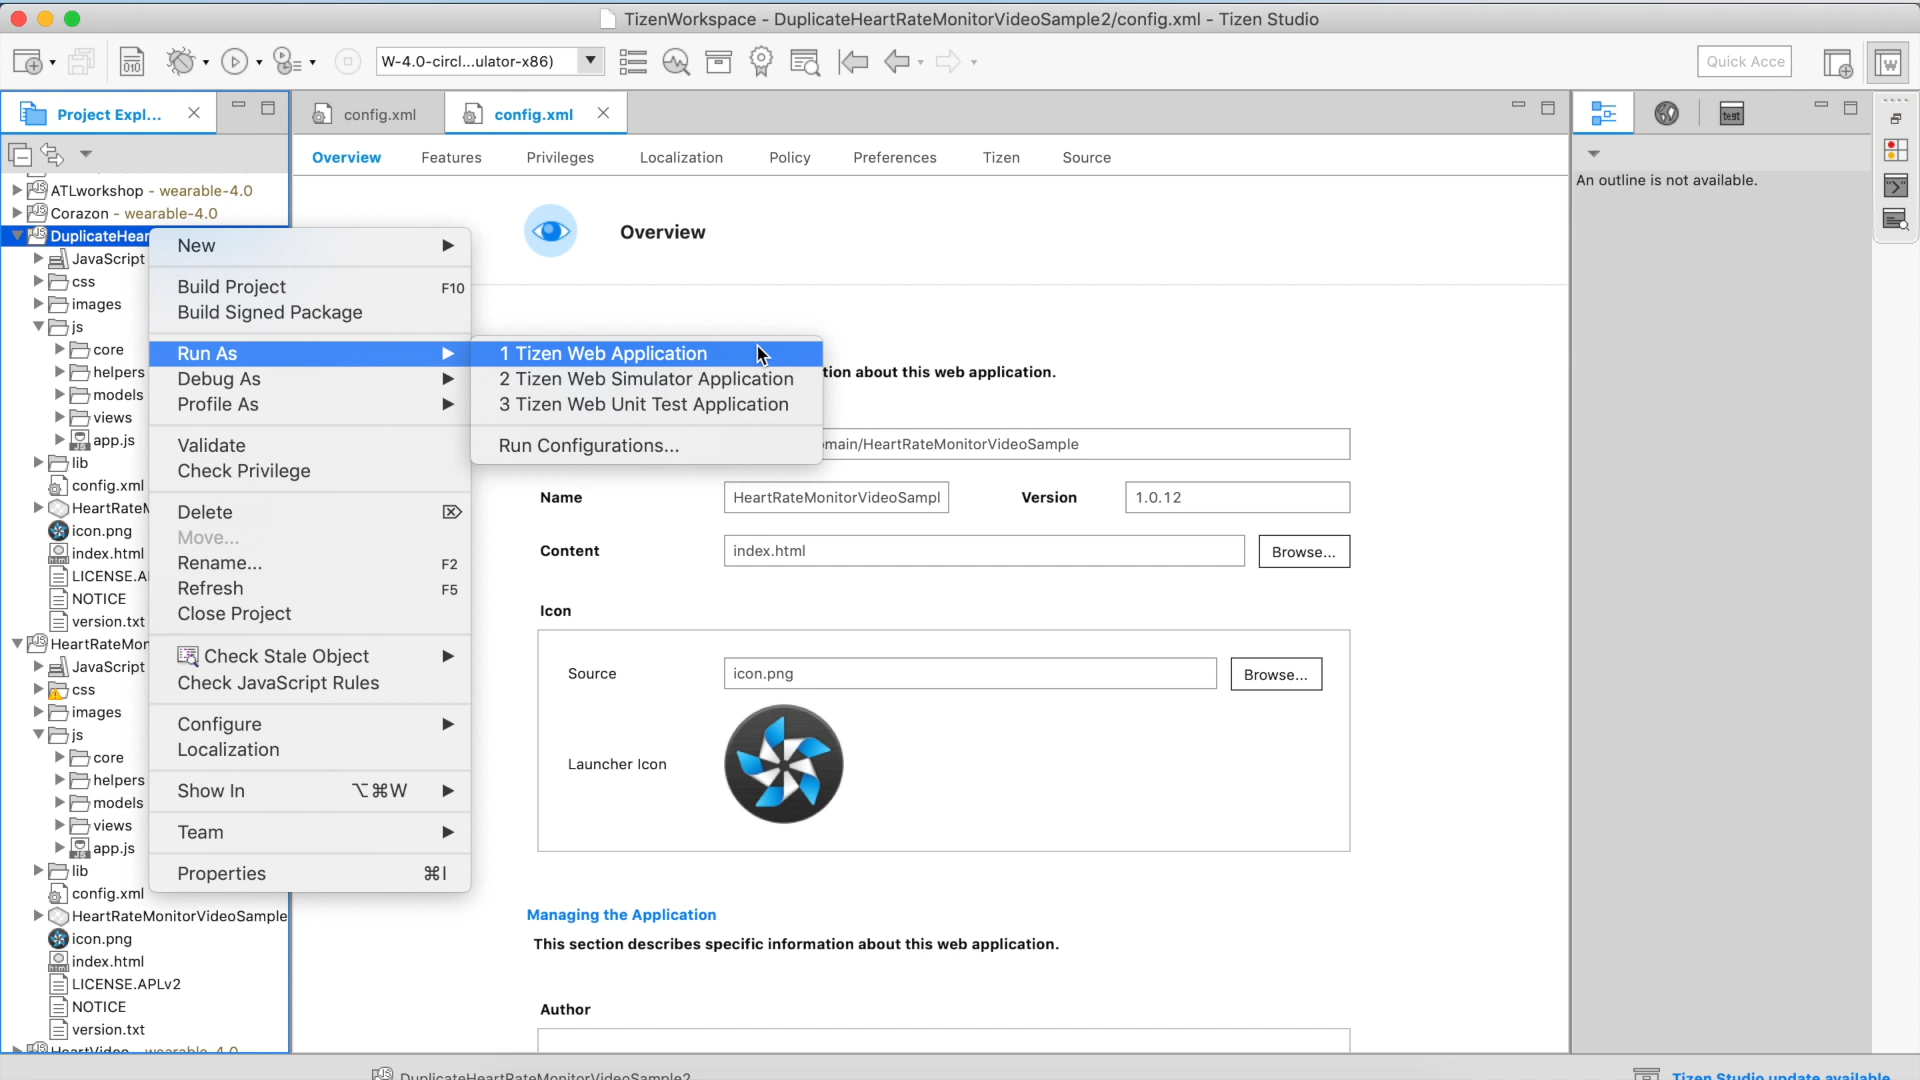 TizenWorkspace - DuplicateHeartRateMonitorVideoSample2/config.xml - Tizen Studio
010
W-4.0-circl...ulator-x86)
Quick Acce
W
Project Expl...
config.xml
config.xml
test
Overview
Features
Privileges
Localization
Policy
Preferences
Tizen
Source
An outline is not available.
ATLworkshop - wearable-4.0
Corazon - wearable-4.0
DuplicateHear
JavaScript
css
images
js
core
helpers
models
views
app.js
lib
config.xml
HeartRateM
icon.png
index.html
LICENSE.A
NOTICE
version.txt
HeartRateMon
JavaScript
css
images
js
core
helpers
models
views
app.js
lib
config.xml
HeartRateMonitorVideoSample
icon.png
index.html
LICENSE.APLv2
NOTICE
version.txt
HeartVideo - wearable-4.0
New
Build Project F10
Build Signed Package
Run As
Debug As
Profile As
Validate
Check Privilege
Delete
Move...
Rename... F2
Refresh F5
Close Project
Check Stale Object
Check JavaScript Rules
Configure
Localization
Show In ⌥⌘W
Team
Properties ⌘I
1 Tizen Web Application
2 Tizen Web Simulator Application
3 Tizen Web Unit Test Application
Run Configurations...
Overview
tion about this web application.
main/HeartRateMonitorVideoSample
Name HeartRateMonitorVideoSampl Version 1.0.12
Content index.html Browse...
Icon
Source icon.png Browse...
Launcher Icon
Managing the Application
This section describes specific information about this web application.
Author
DuplicateHeartRateMonitorVideoSample2
Tizen Studio update available